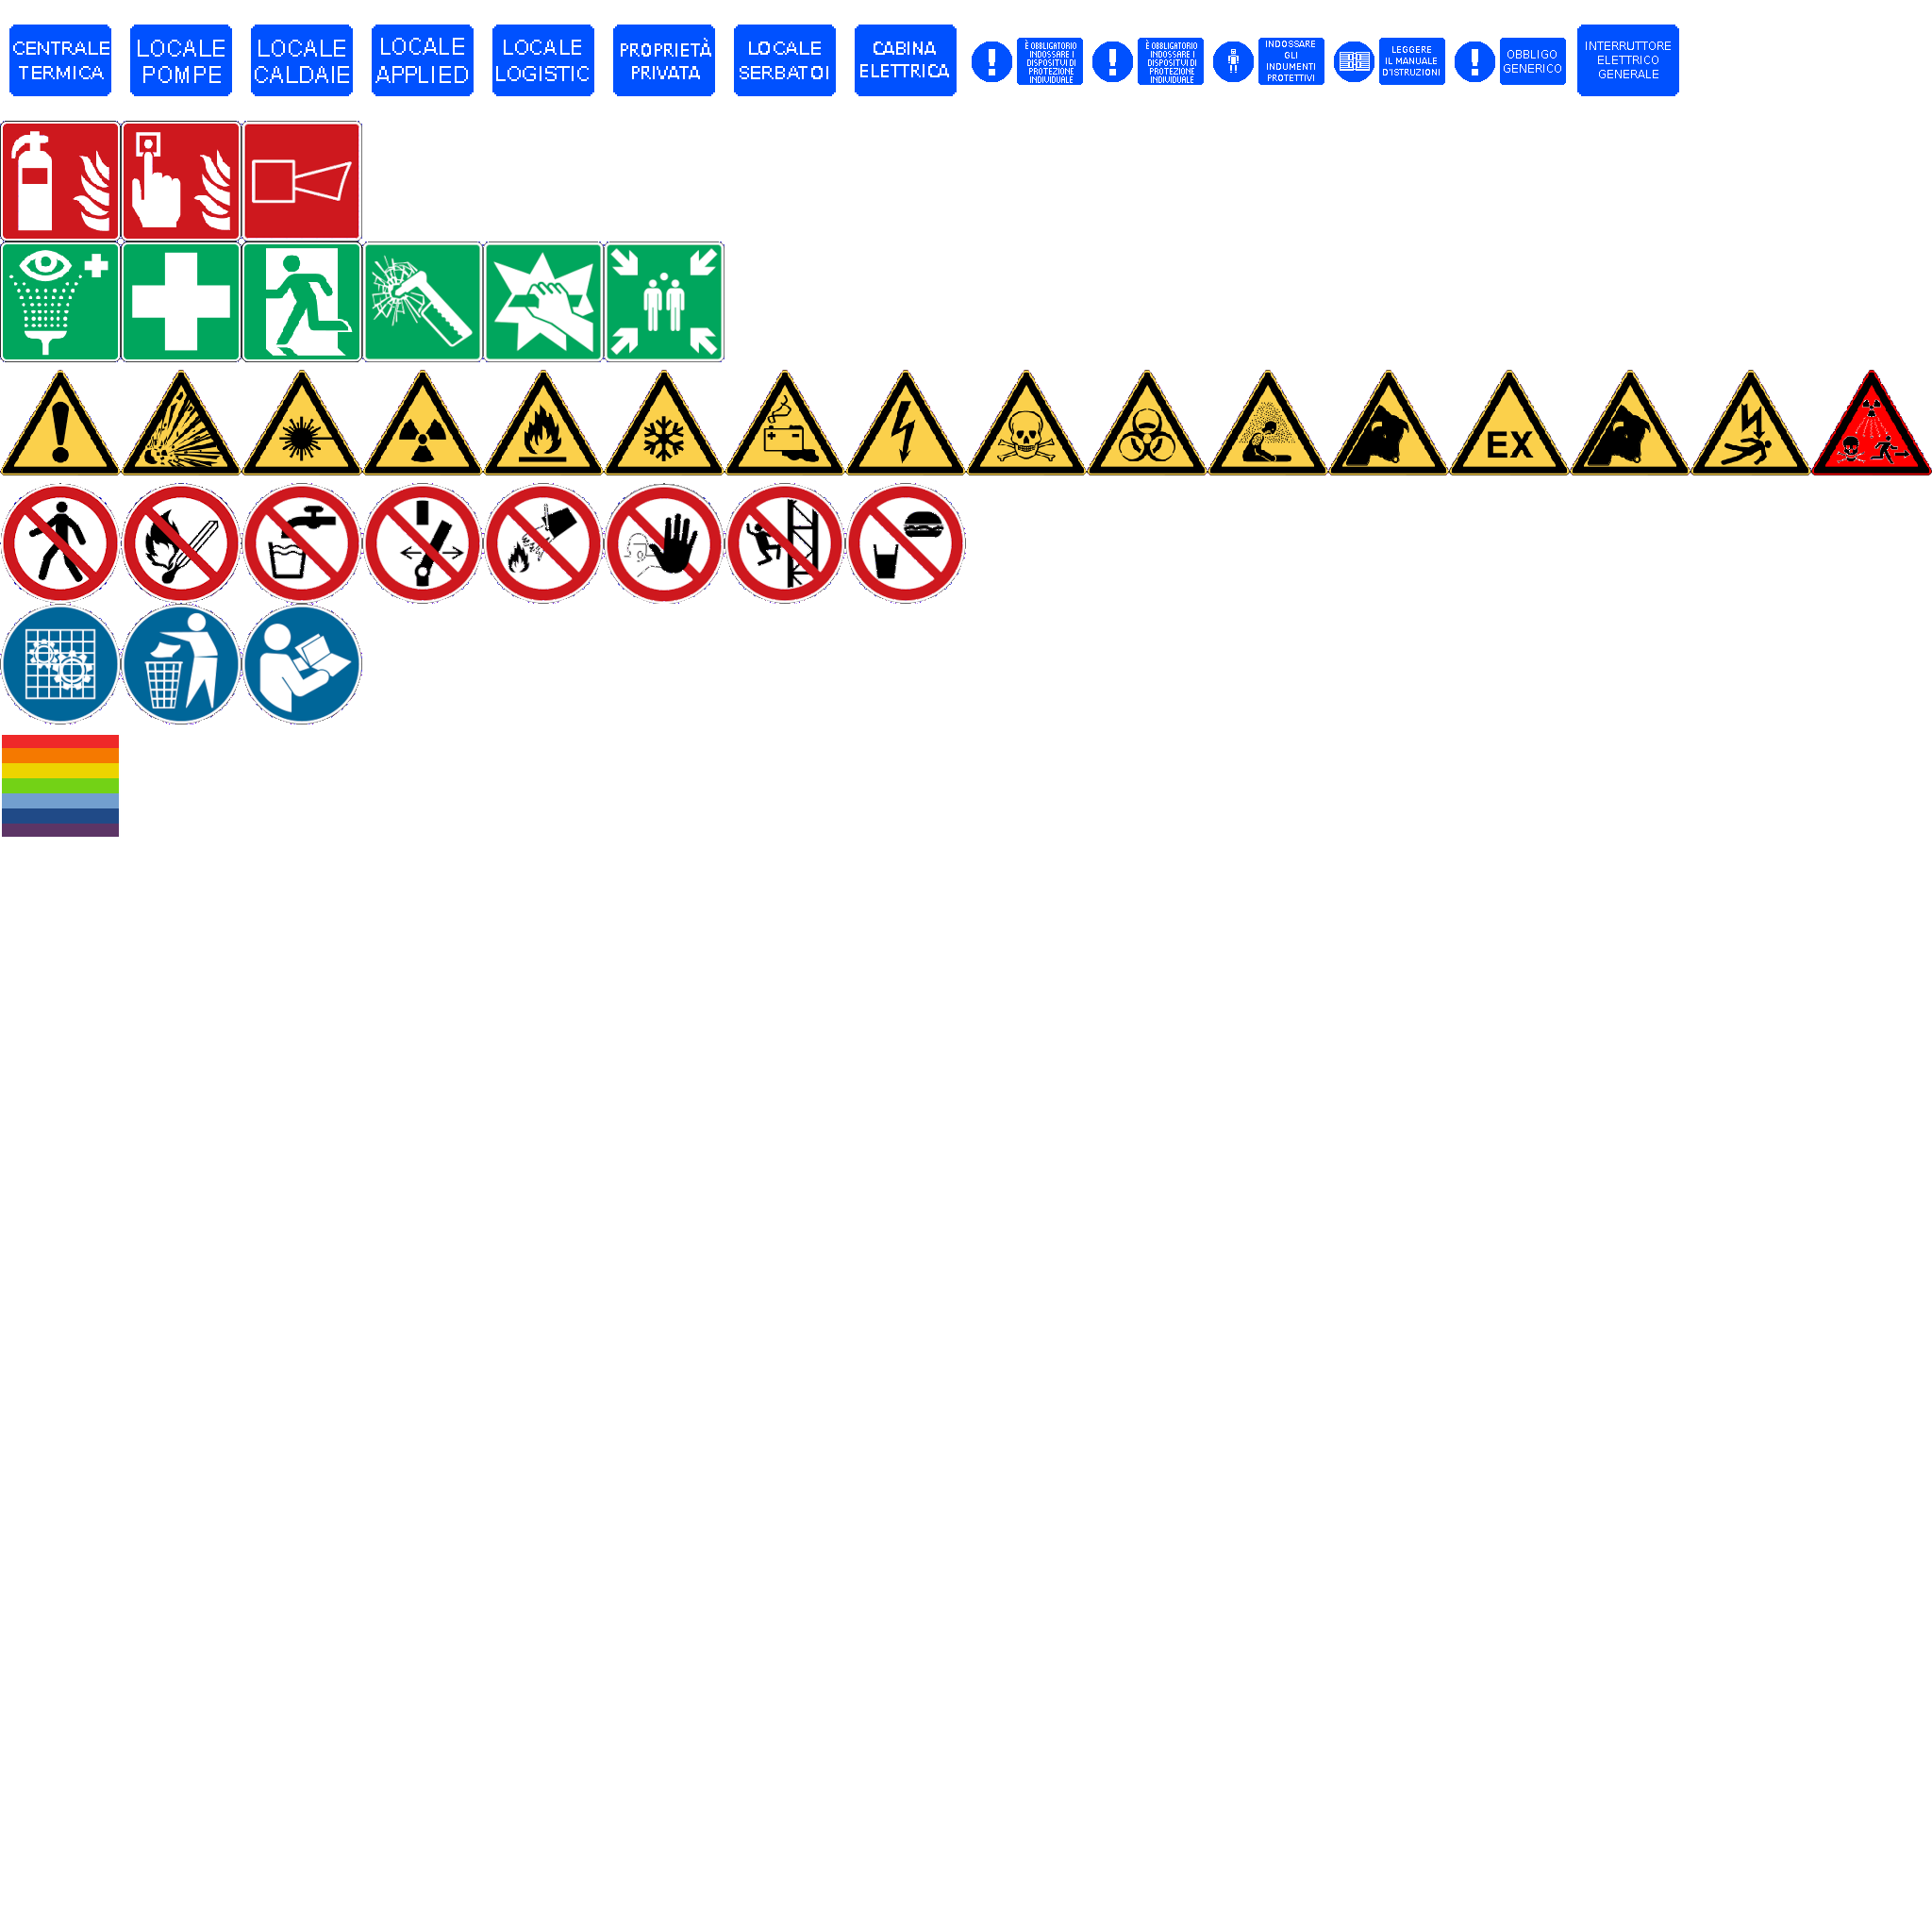 CENTRALE
TERMICA
LOCALE
POMPE
LOCALE
CALDAIE
LOCALE
APPLIED
LOCALE
LOGISTIC
PROPRIETÀ
PRIVATA
LOCALE
SERBATOI
CABINA
ELETTRICA
È OBBLIGATORIO
INDOSSARE I
DISPOSITVI DI
PROTEZIONE
INDIVIDUALE
È OBBLIGATORIO
INDOSSARE I
DISPOSITVI DI
PROTEZIONE
INDIVIDUALE
INDOSSARE
GLI
INDUMENTI
PROTETTIVI
LEGGERE
IL MANUALE
D'ISTRUZIONI
OBBLIGO
GENERICO
INTERRUTTORE
ELETTRICO
GENERALE
EX